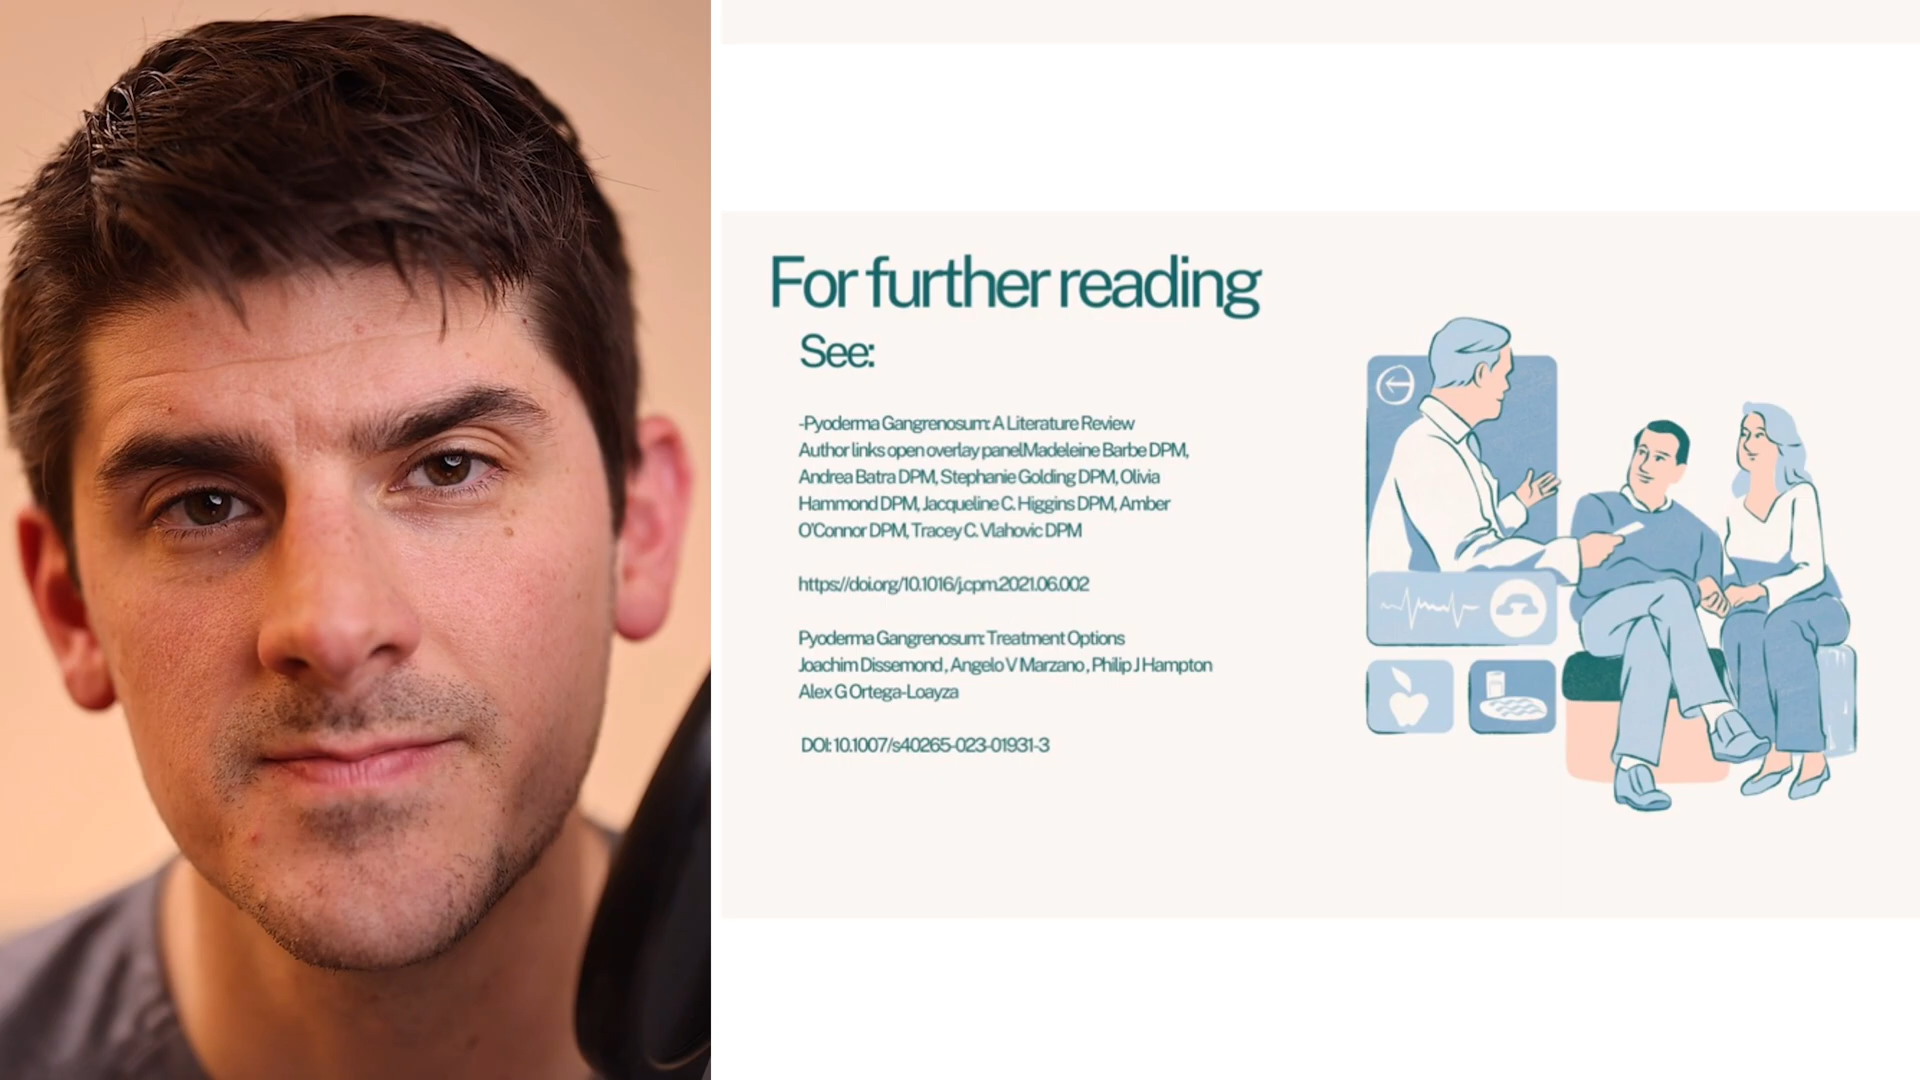 For further reading
See:
-Pyoderma Gangrenosum: A Literature Review
Author links open overlay panelMadeleine Barbe DPM,
Andrea Batra DPM, Stephanie Golding DPM, Olivia
Hammond DPM, Jacqueline C. Higgins DPM, Amber
O'Connor DPM, Tracey C. Vlahovic DPM
https://doi.org/10.1016/j.cpm.2021.06.002
Pyoderma Gangrenosum: Treatment Options
Joachim Dissemond , Angelo V Marzano , Philip J Hampton
Alex G Ortega-Loayza
DOI: 10.1007/s40265-023-01931-3